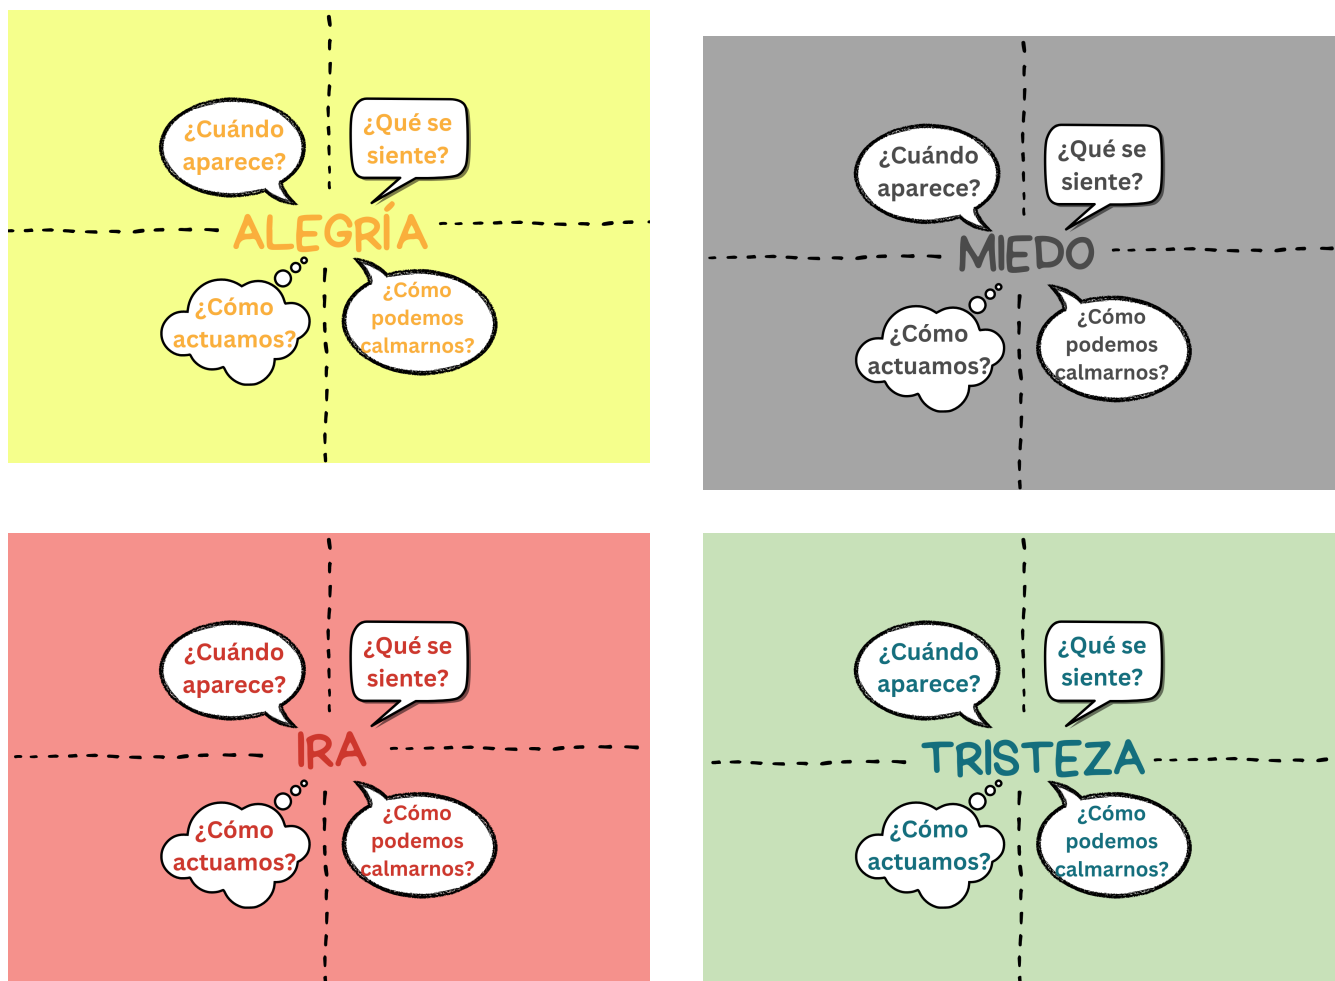 ¿Cuándo
aparece?
¿Qué se
siente?
ALEGRÍA
¿Cómo
actuamos?
¿Cómo
podemos
calmarnos?
¿Cuándo
aparece?
¿Qué se
siente?
MIEDO
¿Cómo
actuamos?
¿Cómo
podemos
calmarnos?
¿Cuándo
aparece?
¿Qué se
siente?
IRA
¿Cómo
actuamos?
¿Cómo
podemos
calmarnos?
¿Cuándo
aparece?
¿Qué se
siente?
TRISTEZA
¿Cómo
actuamos?
¿Cómo
podemos
calmarnos?